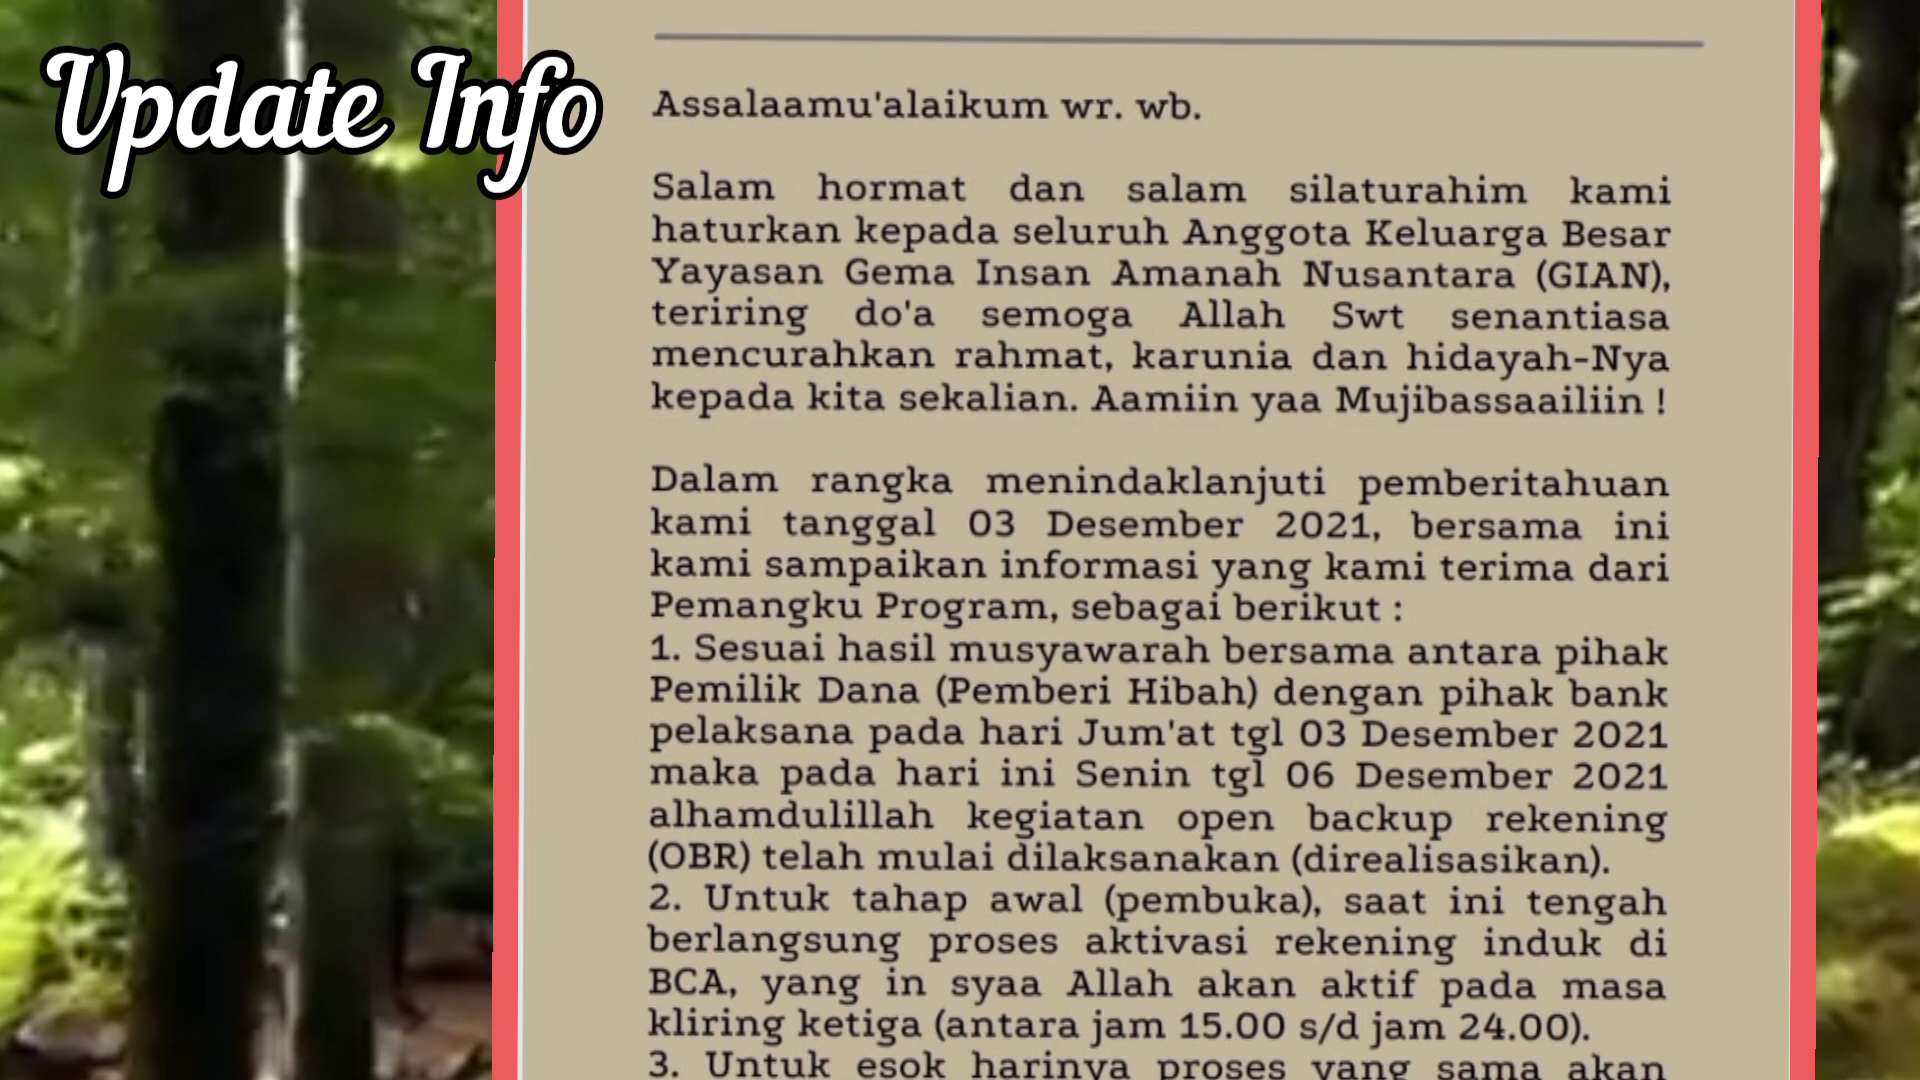 Update Info
Assalaamu'alaikum wr. wb.
Salam hormat dan salam silaturahim kami
haturkan kepada seluruh Anggota Keluarga Besar
Yayasan Gema Insan Amanah Nusantara (GIAN),
teriring do'a semoga Allah Swt senantiasa
mencurahkan rahmat, karunia dan hidayah-Nya
kepada kita sekalian. Aamiin yaa Mujibassaailiin !
Dalam rangka menindaklanjuti pemberitahuan
kami tanggal 03 Desember 2021, bersama ini
kami sampaikan informasi yang kami terima dari
Pemangku Program, sebagai berikut :
1. Sesuai hasil musyawarah bersama antara pihak
Pemilik Dana (Pemberi Hibah) dengan pihak bank
pelaksana pada hari Jum'at tgl 03 Desember 2021
maka pada hari ini Senin tgl 06 Desember 2021
alhamdulillah kegiatan open backup rekening
(OBR) telah mulai dilaksanakan (direalisasikan).
2. Untuk tahap awal (pembuka), saat ini tengah
berlangsung proses aktivasi rekening induk di
BCA, yang in syaa Allah akan aktif pada masa
kliring ketiga (antara jam 15.00 s/d jam 24.00).
3. Untuk esok harinya proses yang sama akan